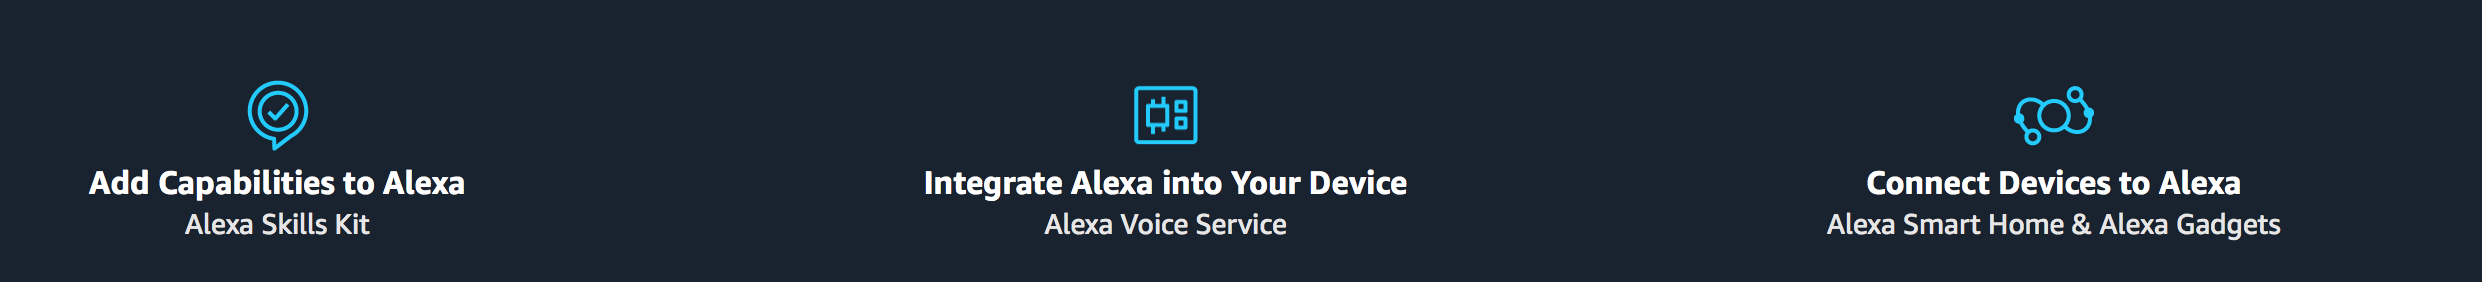 Add Capabilities to Alexa
Alexa Skills Kit
Integrate Alexa into Your Device
Alexa Voice Service
Connect Devices to Alexa
Alexa Smart Home & Alexa Gadgets